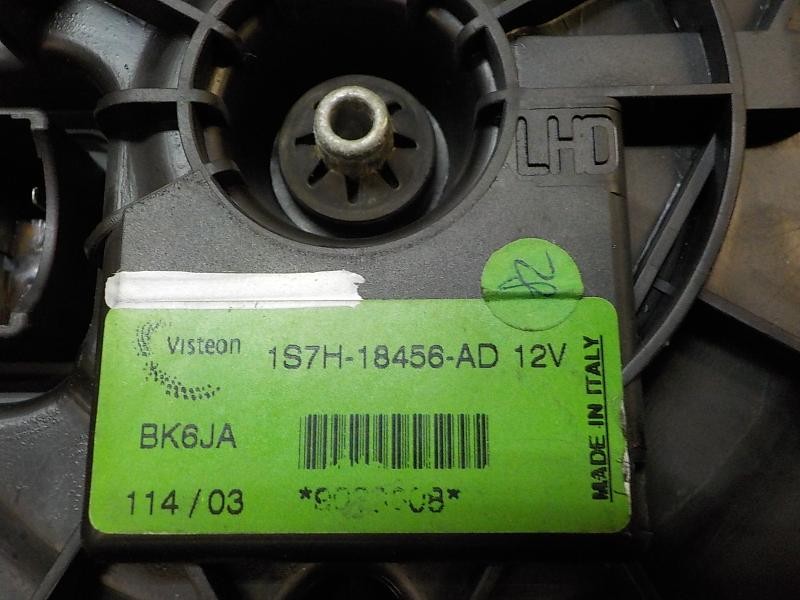 LHD
Visteon 1S7H-18456-AD 12V
BK6JA
114/03
MADE IN ITALY